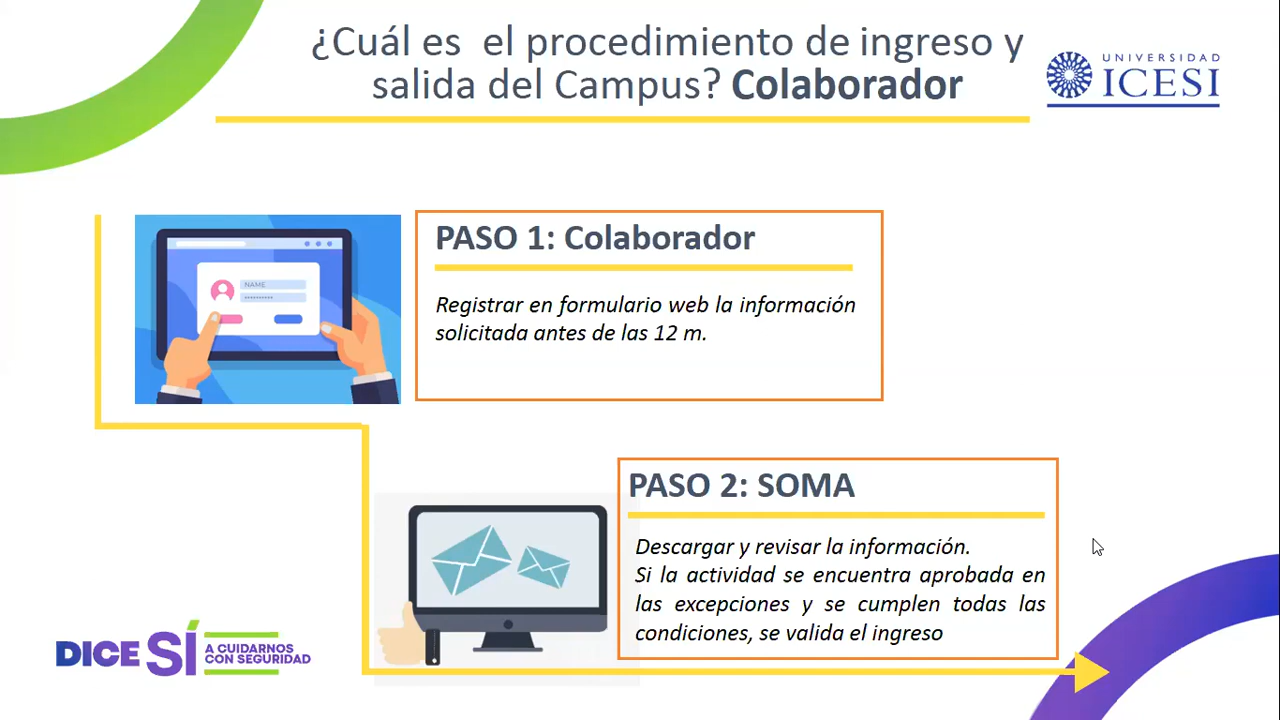 ¿Cuál es  el procedimiento de ingreso y
salida del Campus? Colaborador
UNIVERSIDAD
ICESI
PASO 1: Colaborador
NAME
Registrar en formulario web la información
solicitada antes de las 12 m.
PASO 2: SOMA
Descargar y revisar la información.
Si la actividad se encuentra aprobada en
las excepciones y se cumplen todas las
condiciones, se valida el ingreso
DICE SÍ A CUIDARNOS
CON SEGURIDAD